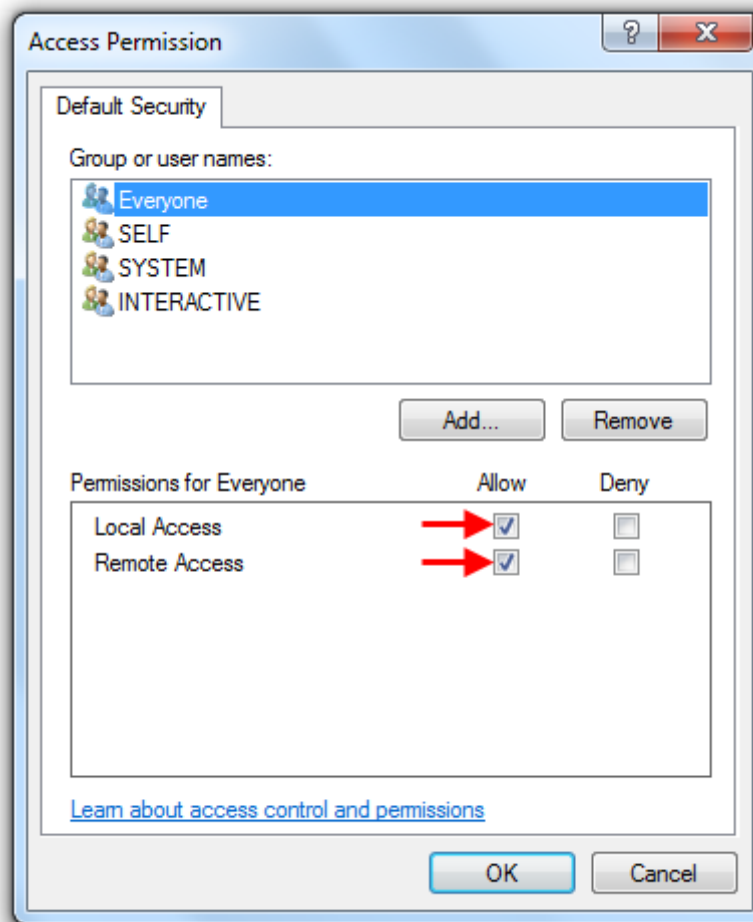 Access Permission
Default Security
Group or user names:
Everyone
SELF
SYSTEM
INTERACTIVE
Add... Remove
Permissions for Everyone Allow Deny
Local Access
Remote Access
Learn about access control and permissions
OK Cancel